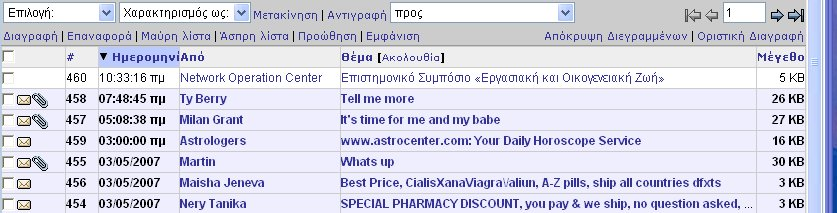 Επιλογή: Χαρακτηρισμός ως: Μετακίνηση | Αντιγραφή προς 1
Διαγραφή | Επαναφορά | Μαύρη λίστα | Άσπρη λίστα | Προώθηση | Εμφάνιση Απόκρυψη Διεγραμμένων | Οριστική Διαγραφή
# Ημερομηνί Από Θέμα [Ακολουθία] Μέγεθο
460 10:33:16 πμ Network Operation Center Επιστημονικό Συμπόσιο «Εργασιακή και Οικογενειακή Ζωή» 5 KB
458 07:48:45 πμ Ty Berry Tell me more 26 KB
457 05:08:38 πμ Milan Grant It's time for me and my babe 27 KB
459 03:00:00 πμ Astrologers www.astrocenter.com: Your Daily Horoscope Service 16 KB
455 03/05/2007 Martin Whats up 30 KB
456 03/05/2007 Maisha Jeneva Best Price, CialisXanaViagra\/aliun, A-Z pills, ship all countries dfxts 3 KB
454 03/05/2007 Nery Tanika SPECIAL PHARMACY DISCOUNT, you pay & we ship, no question asked, ... 3 KB